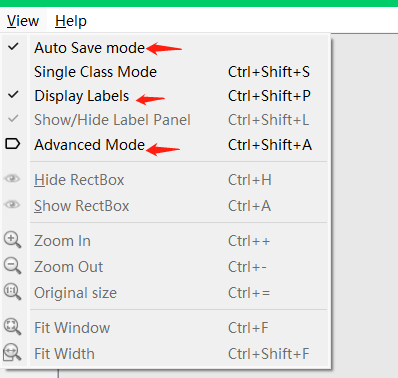 View Help
Auto Save mode
Single Class Mode Ctrl+Shift+S
Display Labels Ctrl+Shift+P
Show/Hide Label Panel Ctrl+Shift+L
Advanced Mode Ctrl+Shift+A
Hide RectBox Ctrl+H
Show RectBox Ctrl+A
Zoom In Ctrl++
Zoom Out Ctrl+-
1:1 Original size Ctrl+=
Fit Window Ctrl+F
Fit Width Ctrl+Shift+F